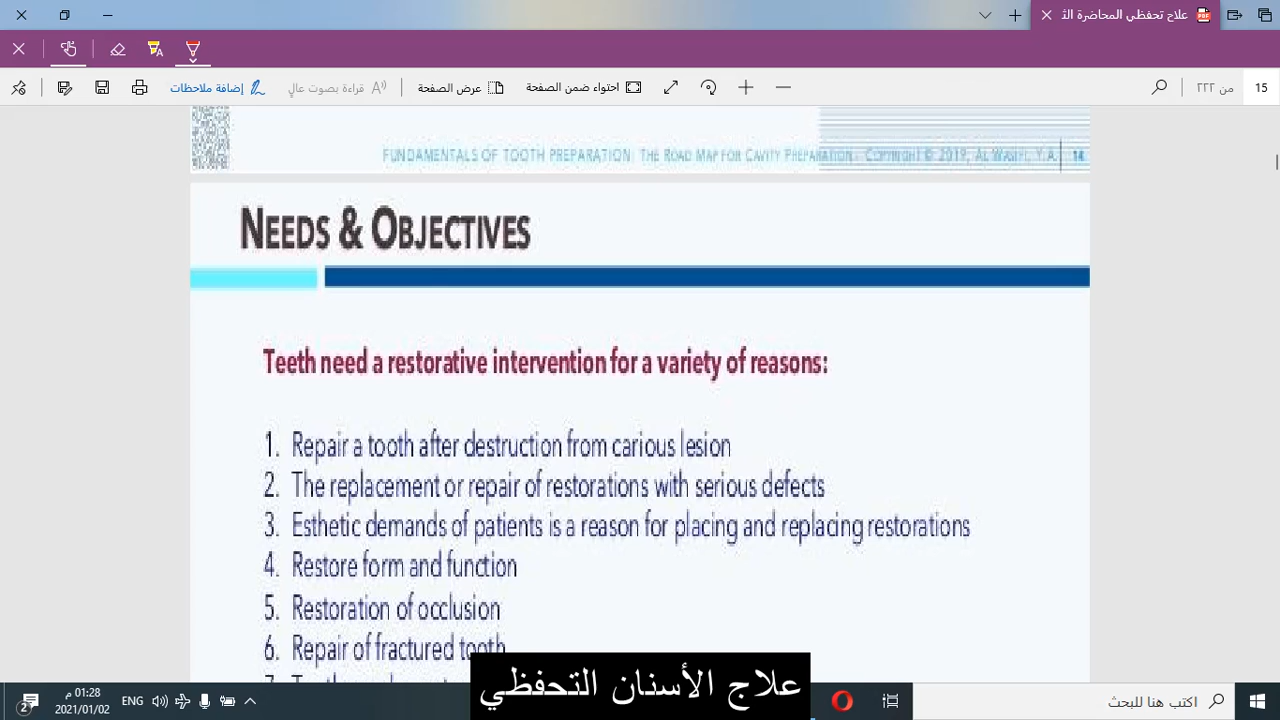 علاج تحفظي المحاضرة الث
15
من ٢٢٢
احتواء ضمن الصفحة
عرض الصفحة
قراءة بصوت عالٍ
إضافة ملاحظات
UNDAMENTALS OF TOOTH PREPARATION THE ROAD MAP FOR CAVITY PREPARATION. COPYRIGHT © 2019, AL WASIFI, Y.A. 14
NEEDS & OBJECTIVES
Teeth need a restorative intervention for a variety of reasons:
1. Repair a tooth after destruction from carious lesion
2. The replacement or repair of restorations with serious defects
3. Esthetic demands of patients is a reason for placing and replacing restorations
4. Restore form and function
5. Restoration of occlusion
6. Repair of fractured tooth
علاج الأسنان التحفظي
اكتب هنا للبحث
ENG
01:28 م
2021/01/02
2